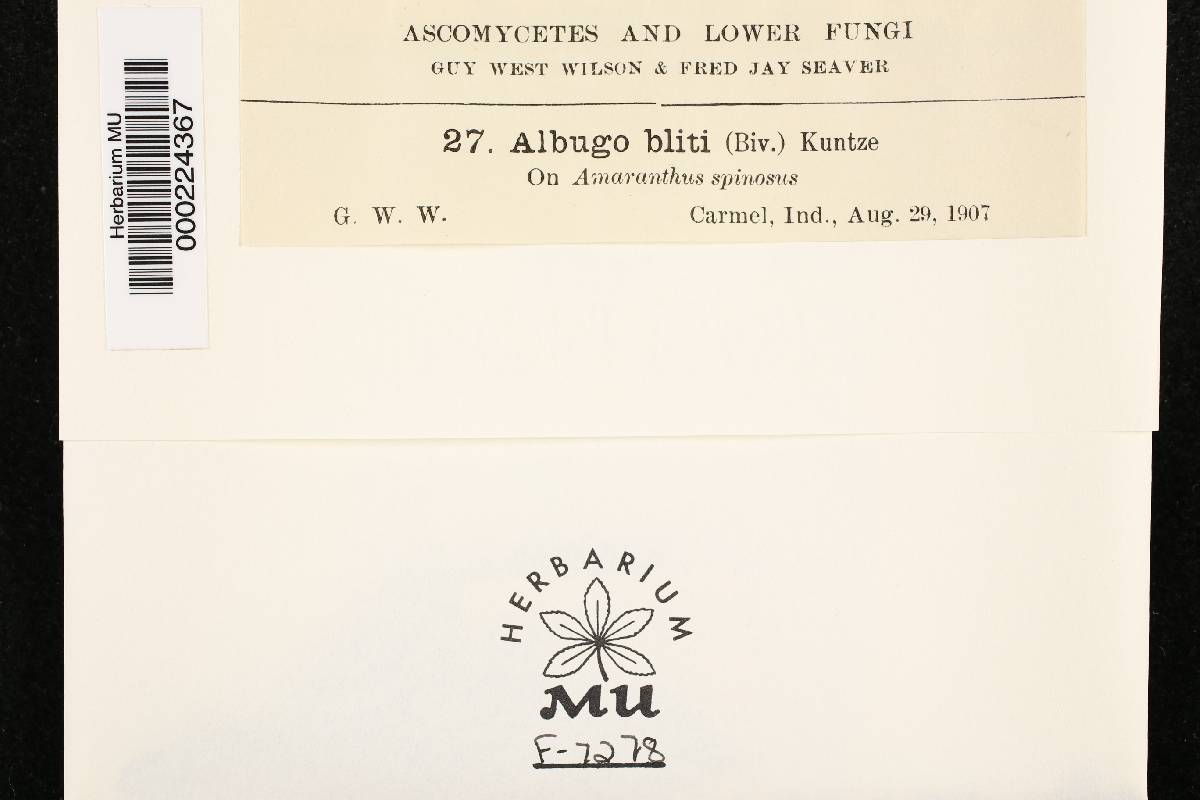 ASCOMYCETES AND LOWER FUNGI
GUY WEST WILSON & FRED JAY SEAVER
27. Albugo bliti (Biv.) Kuntze
On Amaranthus spinosus
G. W. W. Carmel, Ind., Aug. 29, 1907
Herbarium MU
000224367
HERBARIUM
MU
F-7278